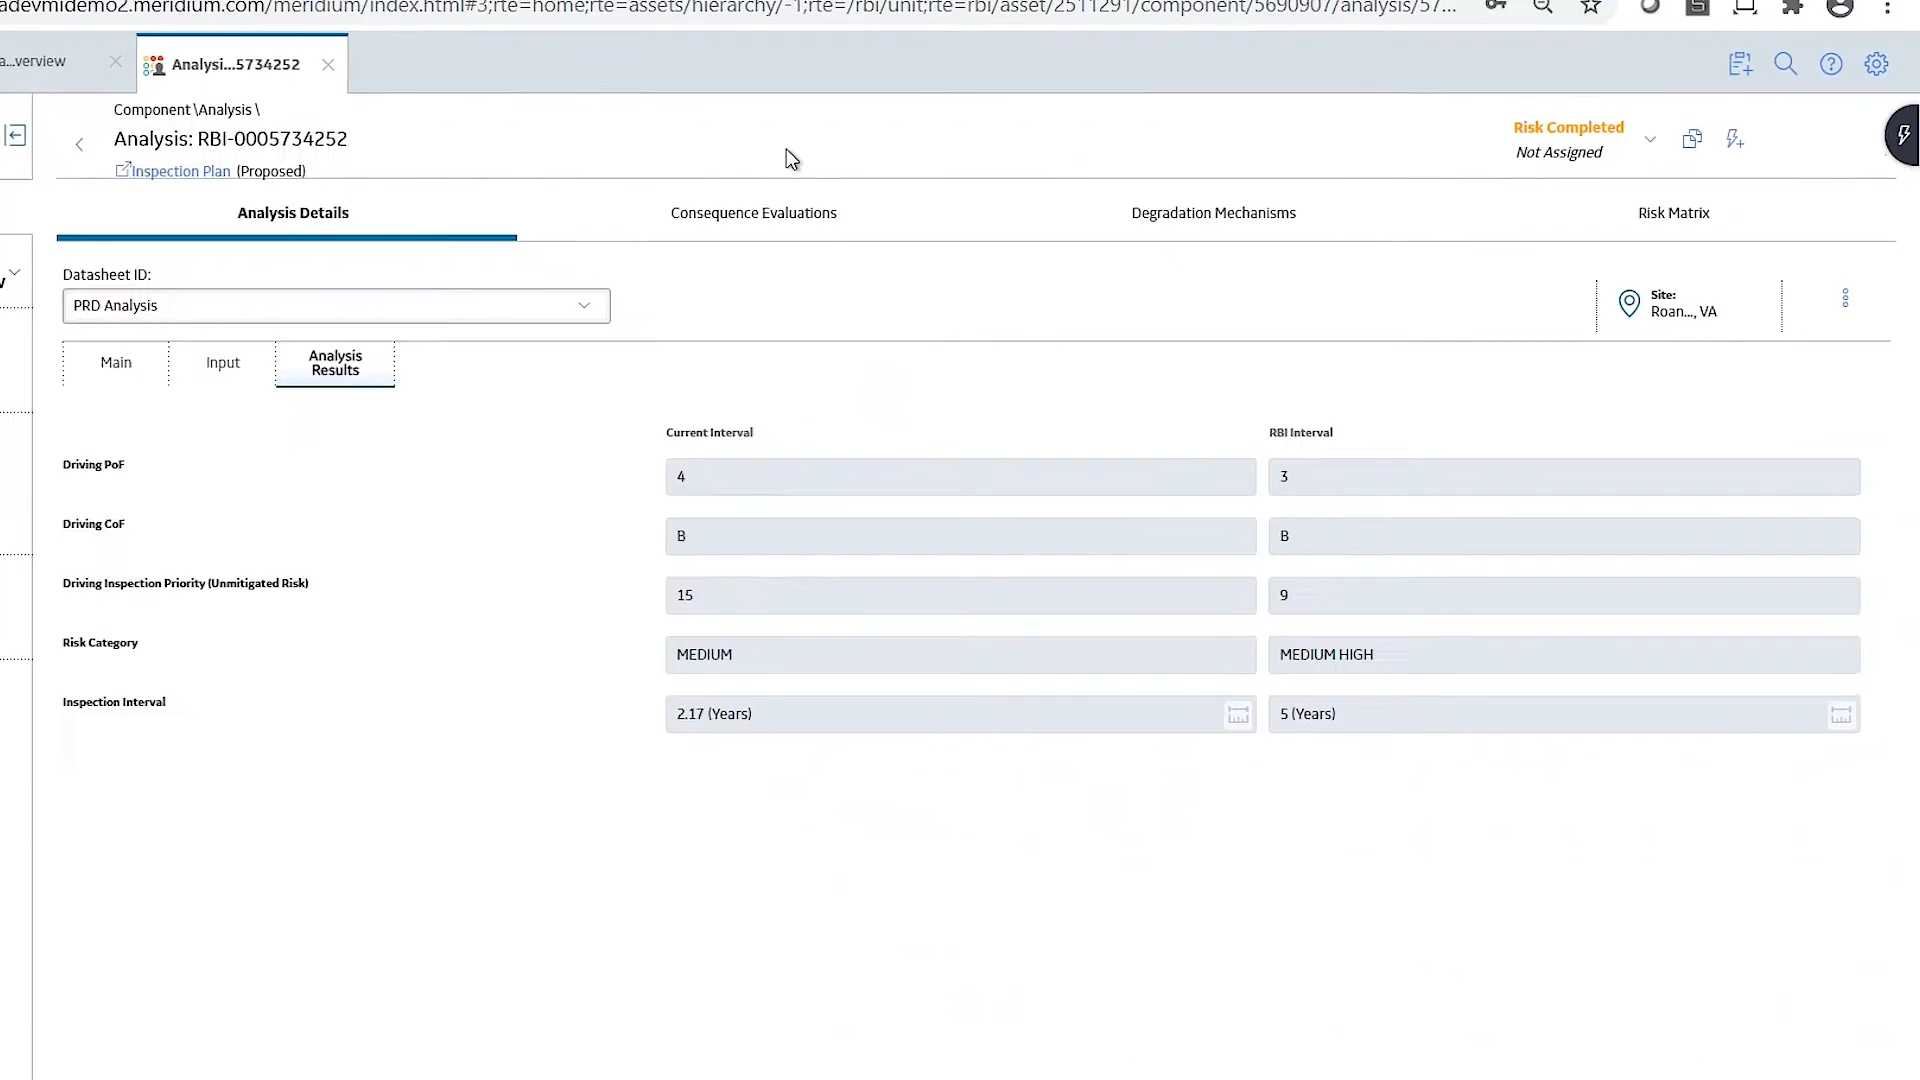 adevmidemo2.meridium.com/meridium/index.html#3;rte=home;rte=assets/hierarchy/-1;rte=/rbi/unit;rte=rbi/asset/2511291/component/5690907/analysis/57...
a...verview
Analysi...5734252
Component \Analysis \
Analysis: RBI-0005734252
Inspection Plan (Proposed)
Risk Completed
Not Assigned
Analysis Details
Consequence Evaluations
Degradation Mechanisms
Risk Matrix
Datasheet ID:
PRD Analysis
Site:
Roan..., VA
Main
Input
Analysis
Results
Current Interval
RBI Interval
Driving PoF
4
3
Driving CoF
B
B
Driving Inspection Priority (Unmitigated Risk)
15
9
Risk Category
MEDIUM
MEDIUM HIGH
Inspection Interval
2.17 (Years)
5 (Years)